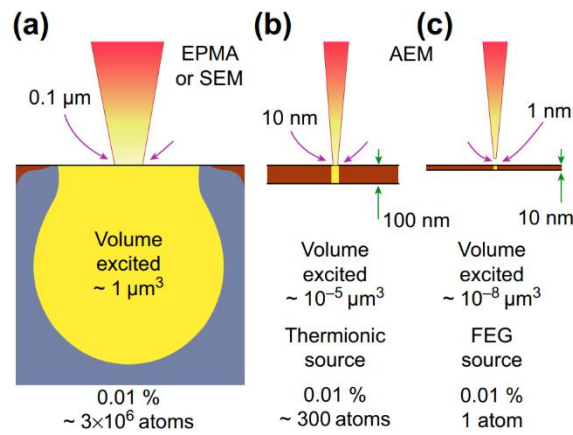 (a)
EPMA
or SEM
0.1 µm
Volume
excited
~ 1 µm³
0.01 %
~ 3×10⁶ atoms
(b)
AEM
10 nm
100 nm
Volume
excited
~ 10⁻⁵ µm³
Thermionic
source
0.01 %
~ 300 atoms
(c)
1 nm
10 nm
Volume
excited
~ 10⁻⁸ µm³
FEG
source
0.01 %
1 atom